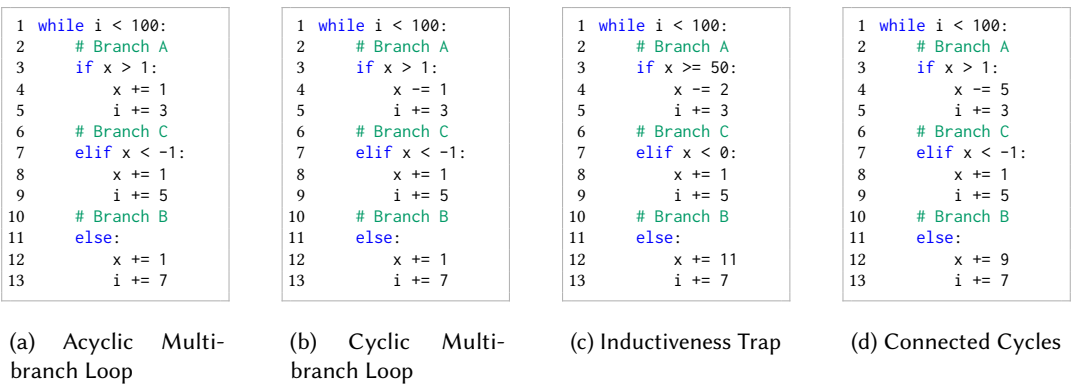 1 while i < 100:
2     # Branch A
3     if x > 1:
4         x += 1
5         i += 3
6     # Branch C
7     elif x < -1:
8         x += 1
9         i += 5
10     # Branch B
11     else:
12         x += 1
13         i += 7
(a) Acyclic Multi-
branch Loop
1 while i < 100:
2     # Branch A
3     if x > 1:
4         x -= 1
5         i += 3
6     # Branch C
7     elif x < -1:
8         x += 1
9         i += 5
10     # Branch B
11     else:
12         x += 1
13         i += 7
(b) Cyclic Multi-
branch Loop
1 while i < 100:
2     # Branch A
3     if x >= 50:
4         x -= 2
5         i += 3
6     # Branch C
7     elif x < 0:
8         x += 1
9         i += 5
10     # Branch B
11     else:
12         x += 11
13         i += 7
(c) Inductiveness Trap
1 while i < 100:
2     # Branch A
3     if x > 1:
4         x -= 5
5         i += 3
6     # Branch C
7     elif x < -1:
8         x += 1
9         i += 5
10     # Branch B
11     else:
12         x += 9
13         i += 7
(d) Connected Cycles